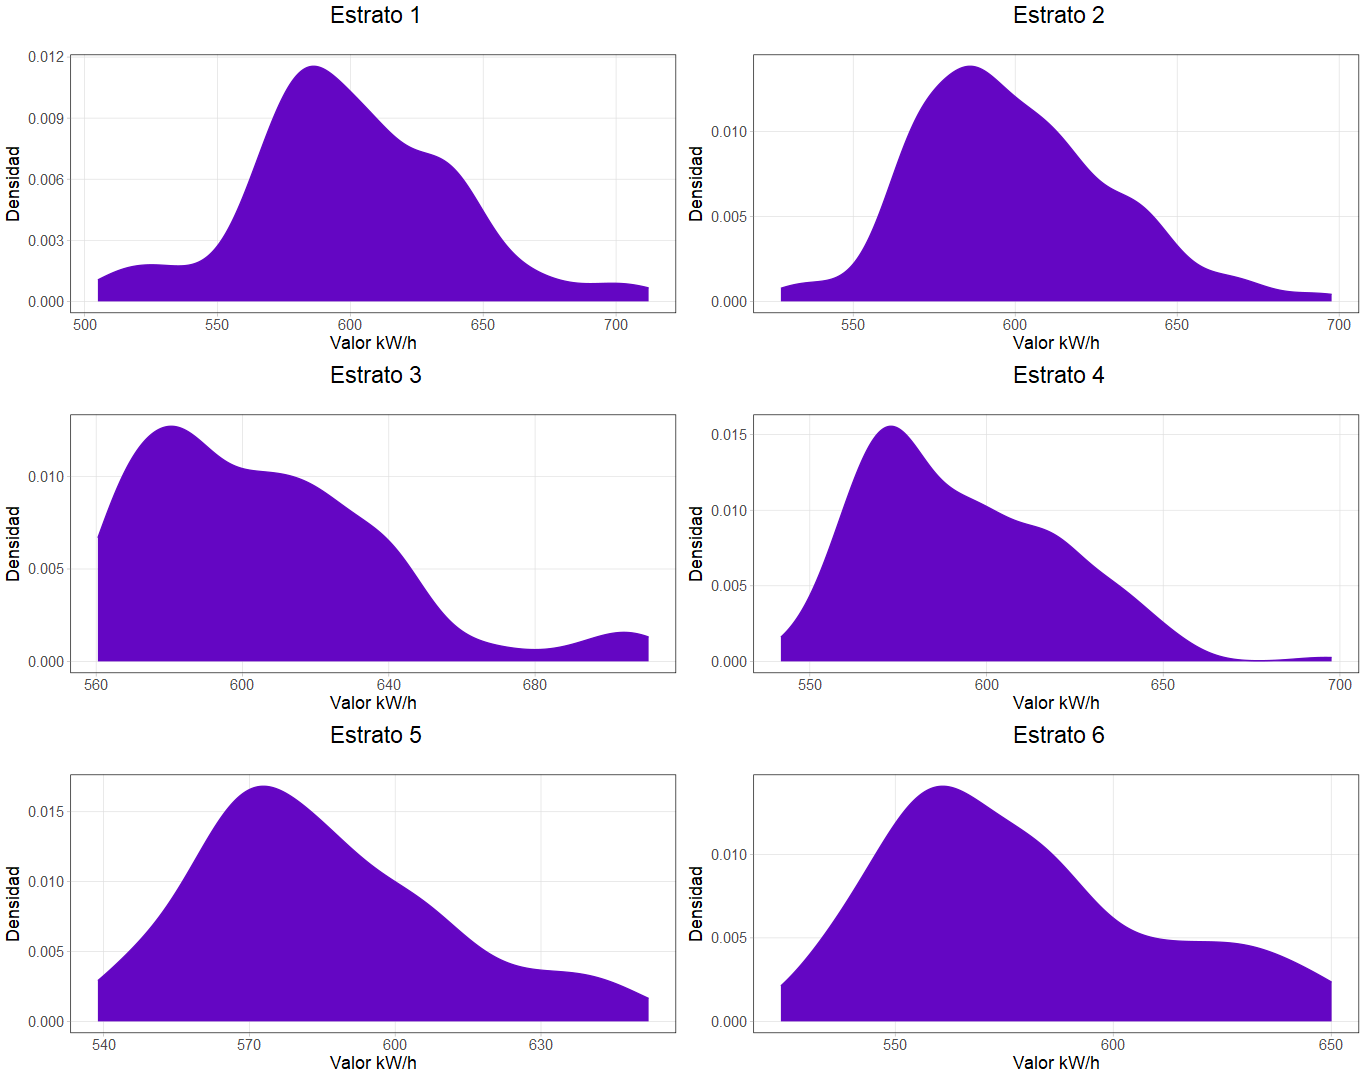 Estrato 1
Densidad
0.012
0.009
0.006
0.003
0.000
500 550 600 650 700
Valor kW/h
Estrato 2
Densidad
0.010
0.005
0.000
550 600 650 700
Valor kW/h
Estrato 3
Densidad
0.010
0.005
0.000
560 600 640 680
Valor kW/h
Estrato 4
Densidad
0.015
0.010
0.005
0.000
550 600 650 700
Valor kW/h
Estrato 5
Densidad
0.015
0.010
0.005
0.000
540 570 600 630
Valor kW/h
Estrato 6
Densidad
0.010
0.005
0.000
550 600 650
Valor kW/h